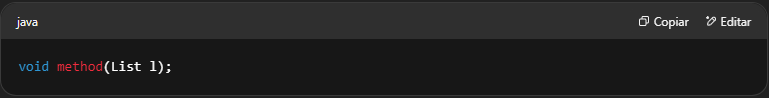 java
Copiar
Editar
void method(List l);